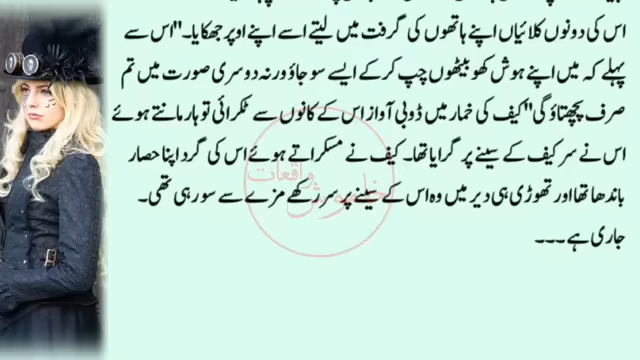 اس کی دونوں کلائیاں اپنے ہاتھوں کی گرفت میں لیتے اسے اپنے اوپر جھکایا۔"اس سے
پہلے کہ میں اپنے ہوش کھو بیٹھوں چپ کر کے ایسے سو جاؤ ورنہ دوسری صورت میں تم
صرف پچھتاؤ گی"کیف کی خمار میں ڈوبی آواز اس کے کانوں سے ٹکرائی تو ہار مانتے ہوئے
اس نے سر کیف کے سینے پر گرایا تھا۔کیف نے مسکراتے ہوئے اس کی گرد اپنا حصار
باندھا تھا اور تھوڑی ہی دیر میں وہ اس کے سینے پر سر رکھے مزے سے سو رہی تھی۔
جاری ہے ۔۔۔
خاموش واقعات